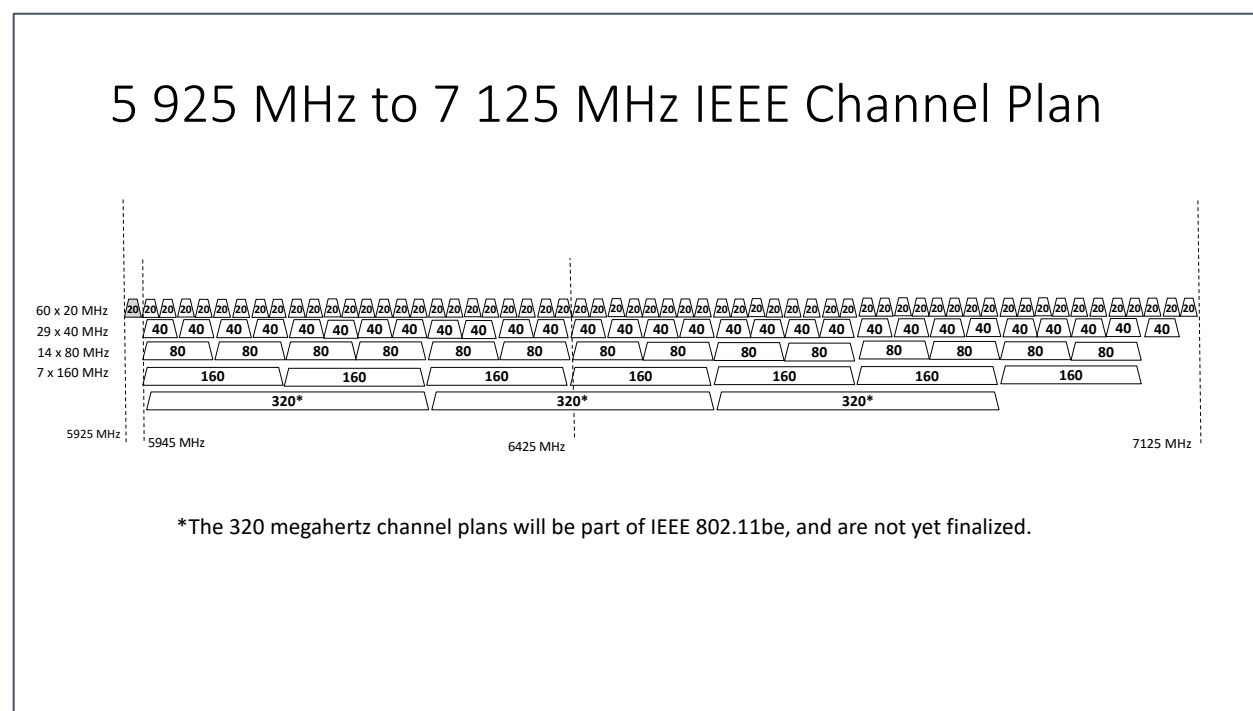 5 925 MHz to 7 125 MHz IEEE Channel Plan
60 x 20 MHz 20 20 20 20 20 20 20 20 20 20 20 20 20 20 20 20 20 20 20 20 20 20 20 20 20 20 20 20 20 20 20 20 20 20 20 20 20 20 20 20 20 20 20 20 20 20 20 20 20 20 20 20 20 20 20 20 20 20 20 20
29 x 40 MHz 40 40 40 40 40 40 40 40 40 40 40 40 40 40 40 40 40 40 40 40 40 40 40 40 40 40 40 40 40
14 x 80 MHz 80 80 80 80 80 80 80 80 80 80 80 80 80 80
7 x 160 MHz 160 160 160 160 160 160 160
320* 320* 320*
5925 MHz 5945 MHz 6425 MHz 7125 MHz
*The 320 megahertz channel plans will be part of IEEE 802.11be, and are not yet finalized.